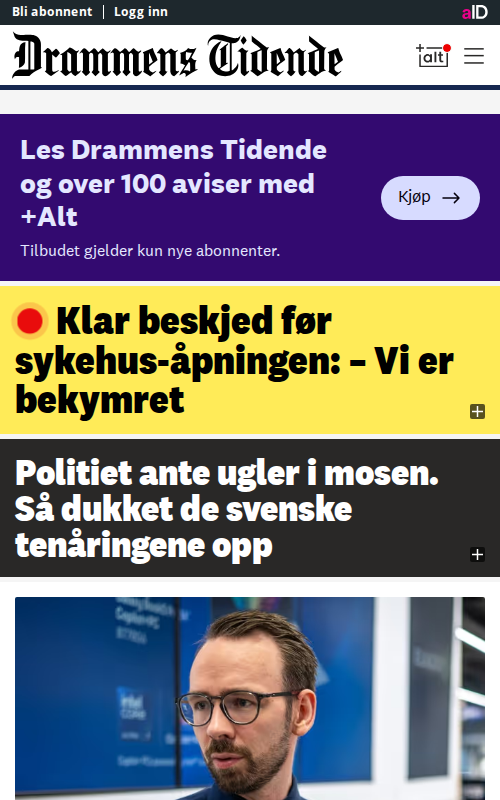 Bli abonnent
Logg inn
aID
Drammens Tidende
+alt
Les Drammens Tidende
og over 100 aviser med
+Alt
Kjøp
Tilbudet gjelder kun nye abonnenter.
Klar beskjed før
sykehus-åpningen: – Vi er
bekymret
Politiet ante ugler i mosen.
Så dukket de svenske
tenåringene opp
intel